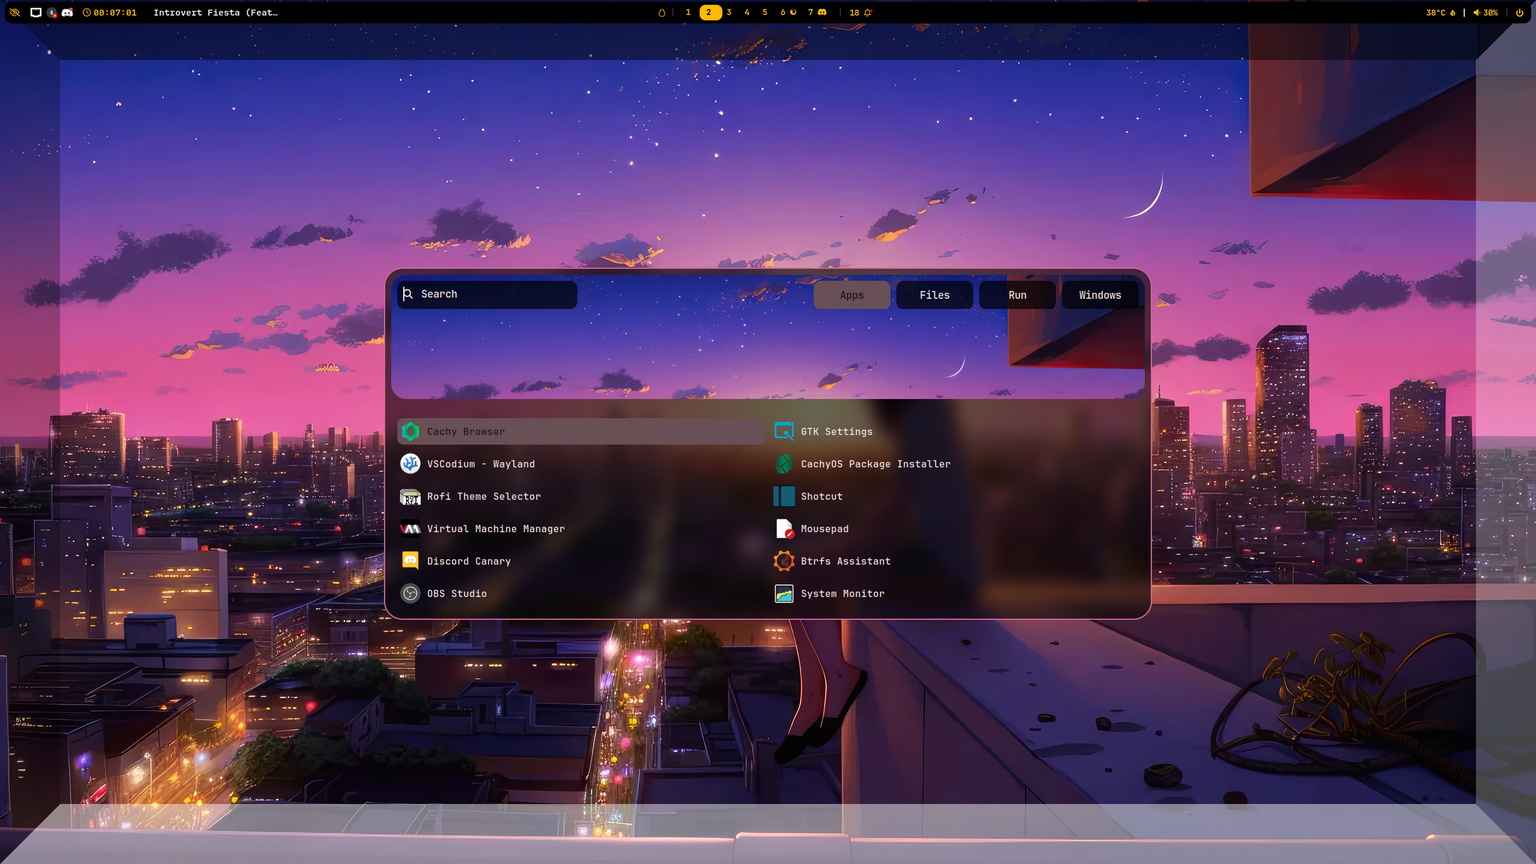 00:07:01 Introvert Fiesta (Feat… 1 2 3 4 5 6 7 18 38°C | 30%
Search Apps Files Run Windows
Cachy Browser GTK Settings
VSCodium - Wayland CachyOS Package Installer
Rofi Theme Selector Shotcut
Virtual Machine Manager Mousepad
Discord Canary Btrfs Assistant
OBS Studio System Monitor